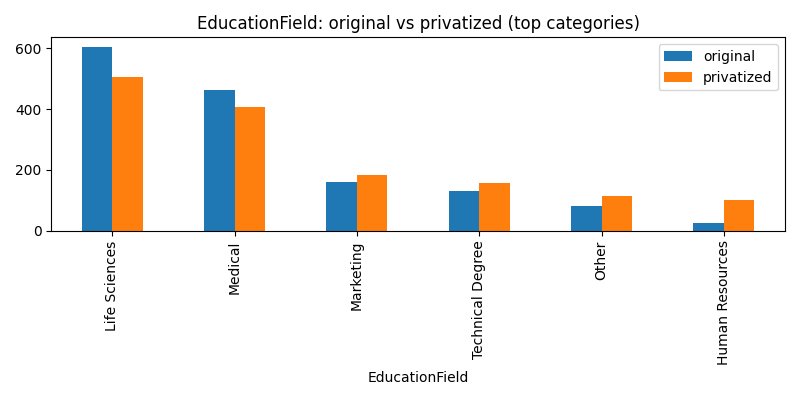 EducationField: original vs privatized (top categories)
original
privatized
600
400
200
0
Life Sciences
Medical
Marketing
Technical Degree
Other
Human Resources
EducationField